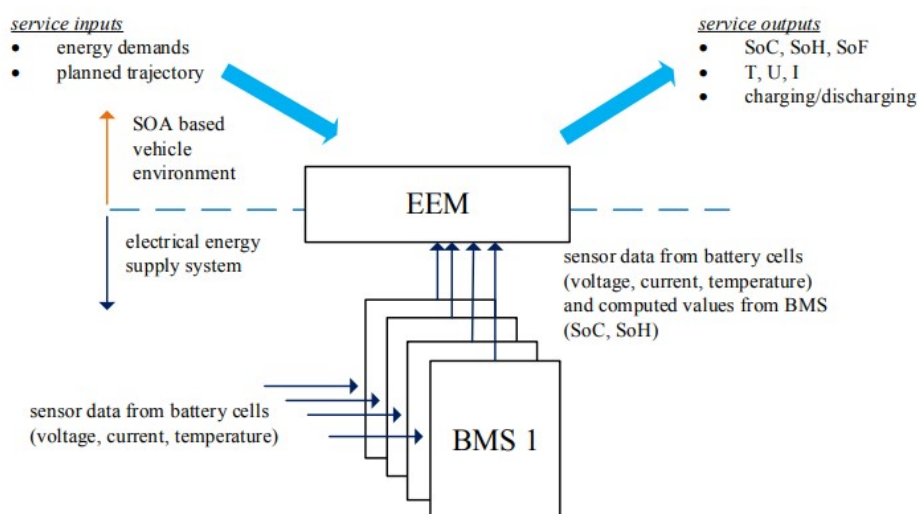 service inputs
• energy demands
• planned trajectory
service outputs
• SoC, SoH, SoF
• T, U, I
• charging/discharging
SOA based
vehicle
environment
EEM
electrical energy
supply system
sensor data from battery cells
(voltage, current, temperature)
and computed values from BMS
(SoC, SoH)
sensor data from battery cells
(voltage, current, temperature)
BMS 1